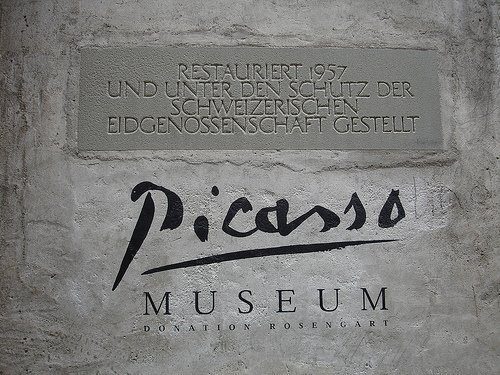 RESTAURIERT 1957
UND UNTER DEN SCHUTZ DER
SCHWEIZERISCHEN
EIDGENOSSENSCHAFT GESTELLT
Picasso
MUSEUM
DONATION ROSENGART